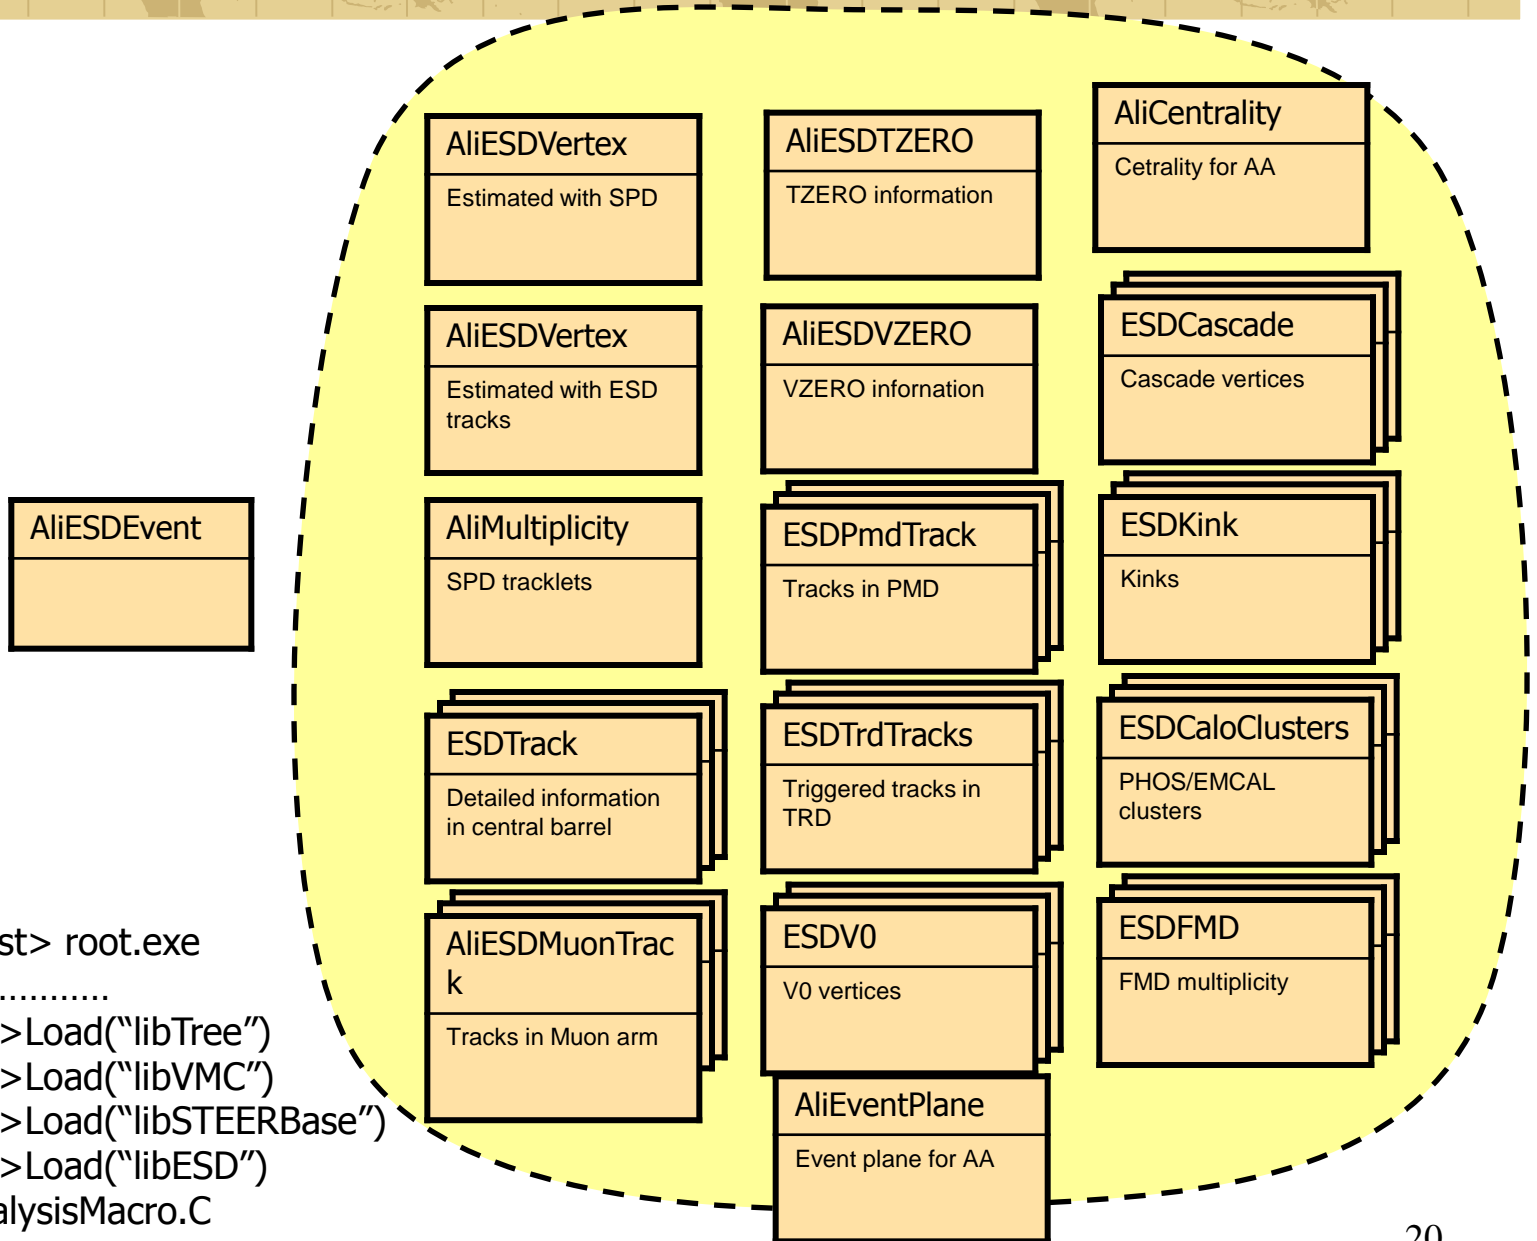 AliESDVertex
Estimated with SPD
AliESDTZERO
TZERO information
AliCentrality
Cetrality for AA
AliESDVertex
Estimated with ESD
tracks
AliESDVZERO
VZERO infornation
ESDCascade
Cascade vertices
AliESDEvent
AliMultiplicity
SPD tracklets
ESDPmdTrack
Tracks in PMD
ESDKink
Kinks
ESDTrack
Detailed information
in central barrel
ESDTrdTracks
Triggered tracks in
TRD
ESDCaloClusters
PHOS/EMCAL
clusters
AliESDMuonTrac
k
Tracks in Muon arm
ESDV0
V0 vertices
ESDFMD
FMD multiplicity
AliEventPlane
Event plane for AA
st> root.exe
...........
>Load(“libTree”)
>Load(“libVMC”)
>Load(“libSTEERBase”)
>Load(“libESD”)
alysisMacro.C
20